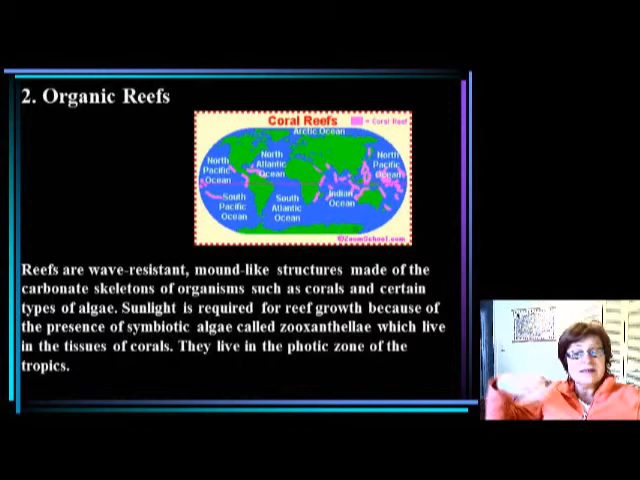 2. Organic Reefs
Coral Reefs
= Coral Reef
Arctic Ocean
North
Pacific
Ocean
North
Atlantic
Ocean
North
Pacific
Ocean
South
Pacific
Ocean
South
Atlantic
Ocean
Indian
Ocean
©ZoomSchool.com
Reefs are wave-resistant, mound-like structures made of the
carbonate skeletons of organisms such as corals and certain
types of algae. Sunlight is required for reef growth because of
the presence of symbiotic algae called zooxanthellae which live
in the tissues of corals. They live in the photic zone of the
tropics.